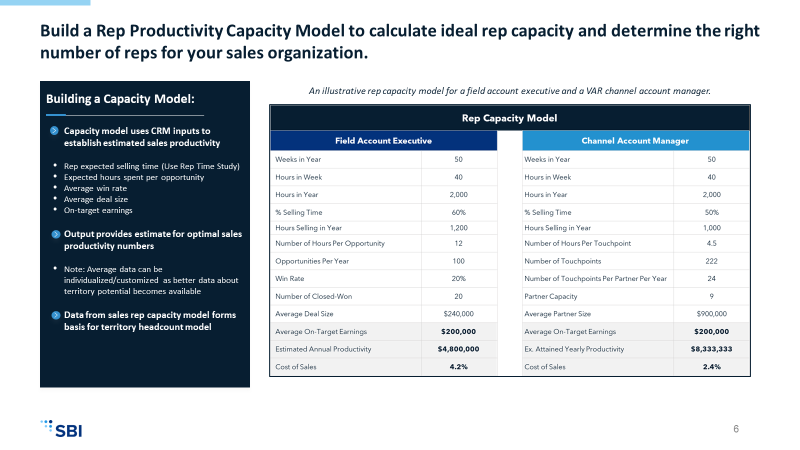 Build a Rep Productivity Capacity Model to calculate ideal rep capacity and determine the right
number of reps for your sales organization.
Building a Capacity Model:
Capacity model uses CRM inputs to
establish estimated sales productivity
• Rep expected selling time (Use Rep Time Study)
• Expected hours spent per opportunity
• Average win rate
• Average deal size
• On-target earnings
Output provides estimate for optimal sales
productivity numbers
• Note: Average data can be
individualized/customized as better data about
territory potential becomes available
Data from sales rep capacity model forms
basis for territory headcount model
An illustrative rep capacity model for a field account executive and a VAR channel account manager.
Rep Capacity Model
Field Account Executive
Weeks in Year 50
Hours in Week 40
Hours in Year 2,000
% Selling Time 60%
Hours Selling in Year 1,200
Number of Hours Per Opportunity 12
Opportunities Per Year 100
Win Rate 20%
Number of Closed-Won 20
Average Deal Size $240,000
Average On-Target Earnings $200,000
Estimated Annual Productivity $4,800,000
Cost of Sales 4.2%
Channel Account Manager
Weeks in Year 50
Hours in Week 40
Hours in Year 2,000
% Selling Time 50%
Hours Selling in Year 1,000
Number of Hours Per Touchpoint 4.5
Number of Touchpoints 222
Number of Touchpoints Per Partner Per Year 24
Partner Capacity 9
Average Partner Size $900,000
Average On-Target Earnings $200,000
Ex. Attained Yearly Productivity $8,333,333
Cost of Sales 2.4%
SBI
6